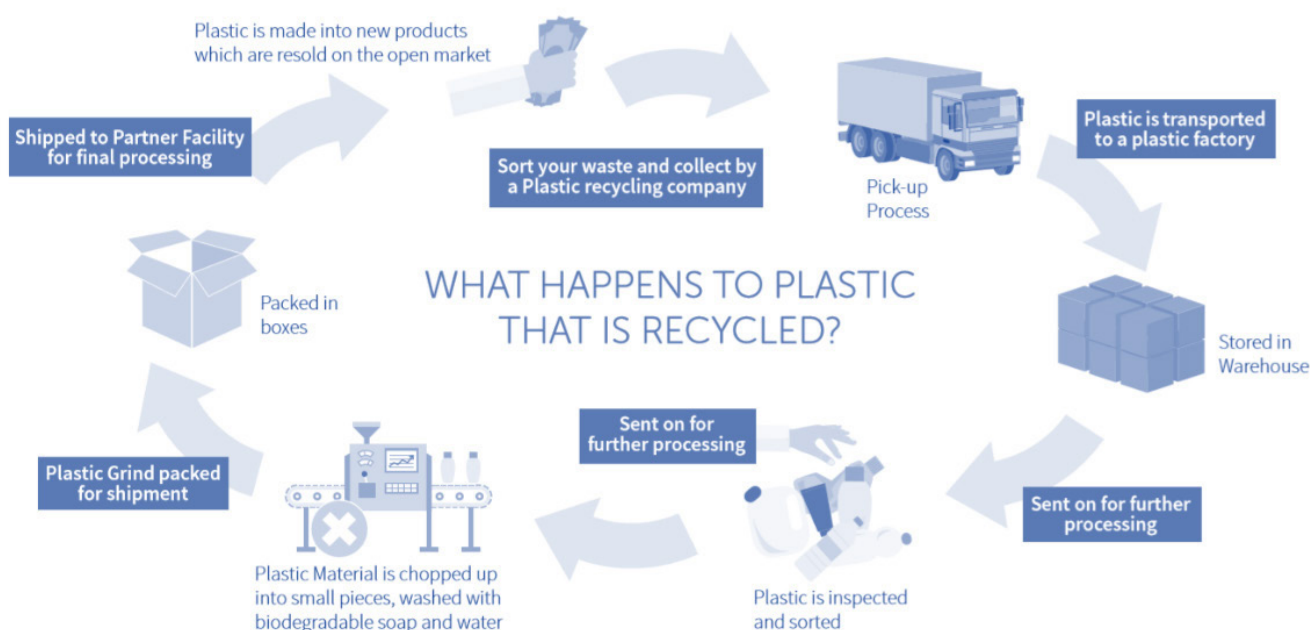 Plastic is made into new products
which are resold on the open market
Sort your waste and collect by
a Plastic recycling company
Pick-up
Process
Plastic is transported
to a plastic factory
Stored in
Warehouse
Sent on for further
processing
Plastic is inspected
and sorted
Sent on for
further processing
Plastic Material is chopped up
into small pieces, washed with
biodegradable soap and water
Plastic Grind packed
for shipment
Packed in
boxes
Shipped to Partner Facility
for final processing
WHAT HAPPENS TO PLASTIC
THAT IS RECYCLED?